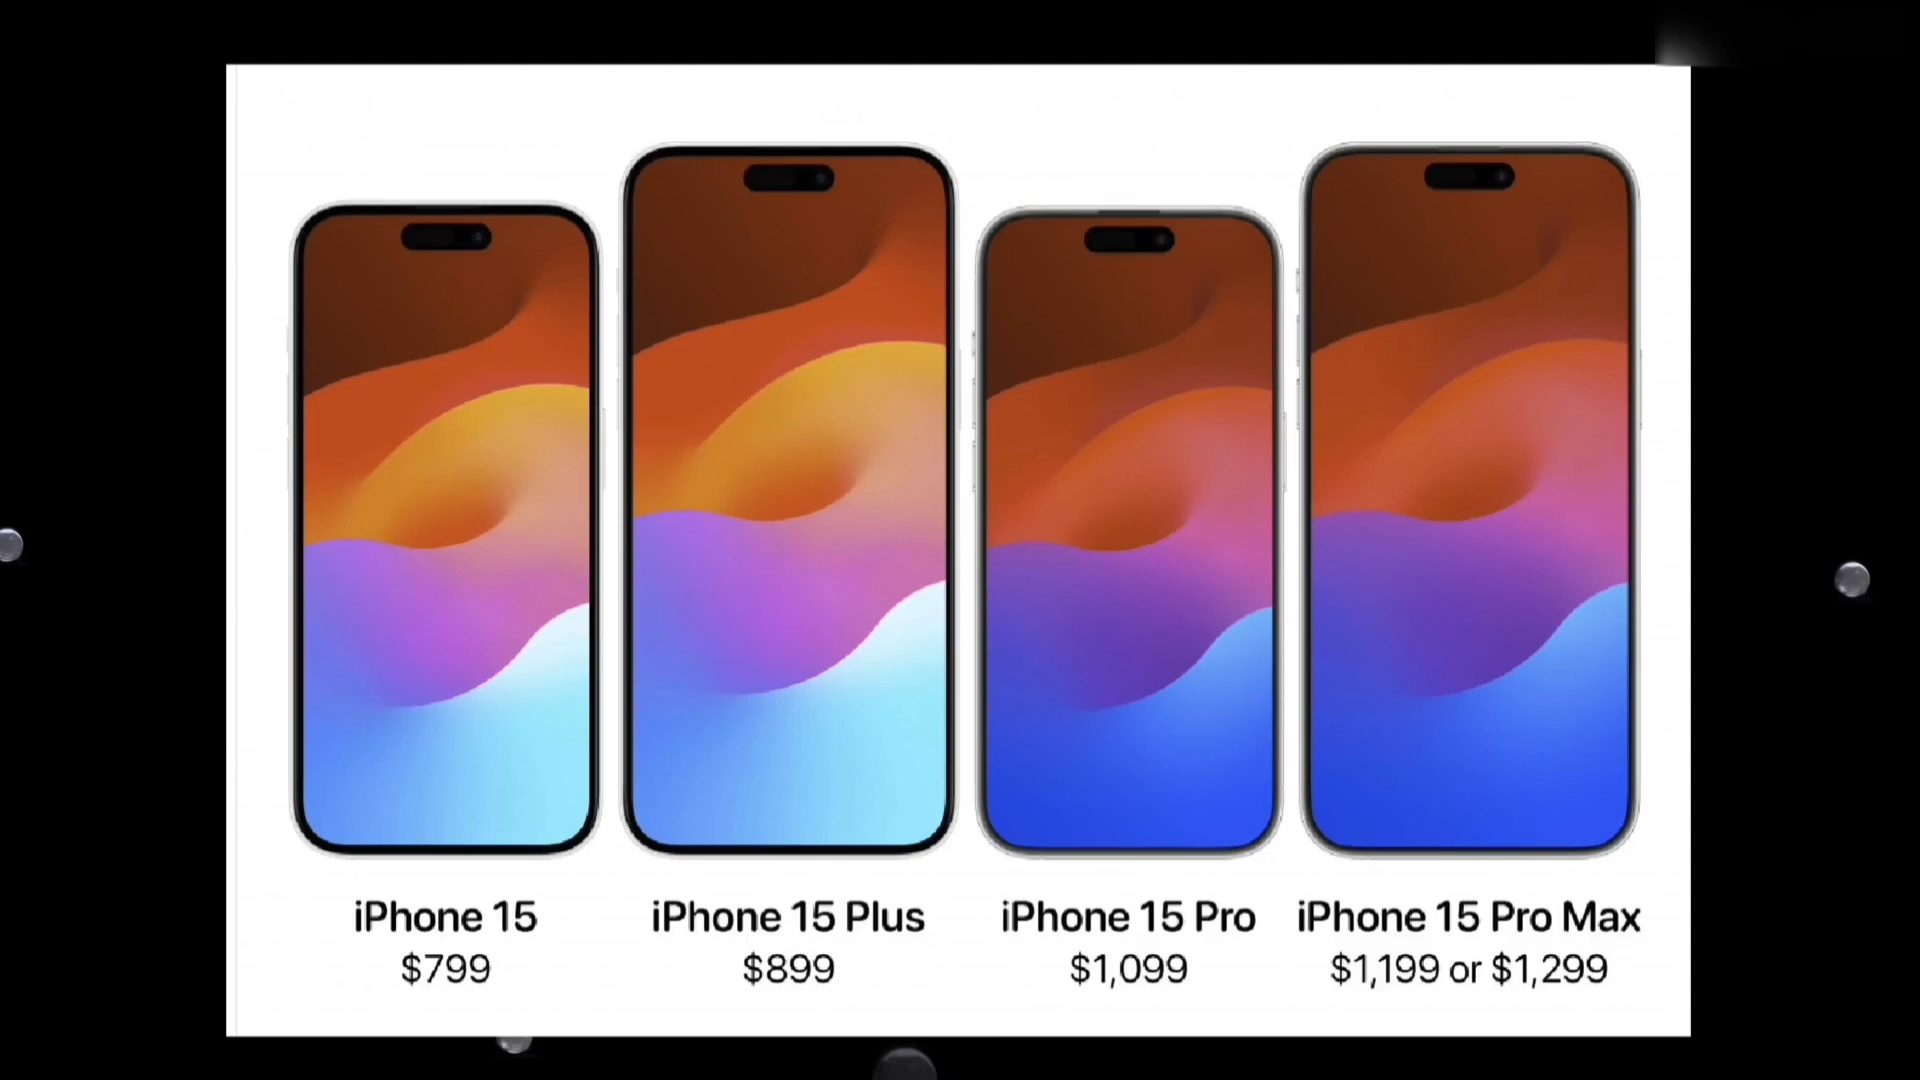 iPhone 15
$799
iPhone 15 Plus
$899
iPhone 15 Pro
$1,099
iPhone 15 Pro Max
$1,199 or $1,299